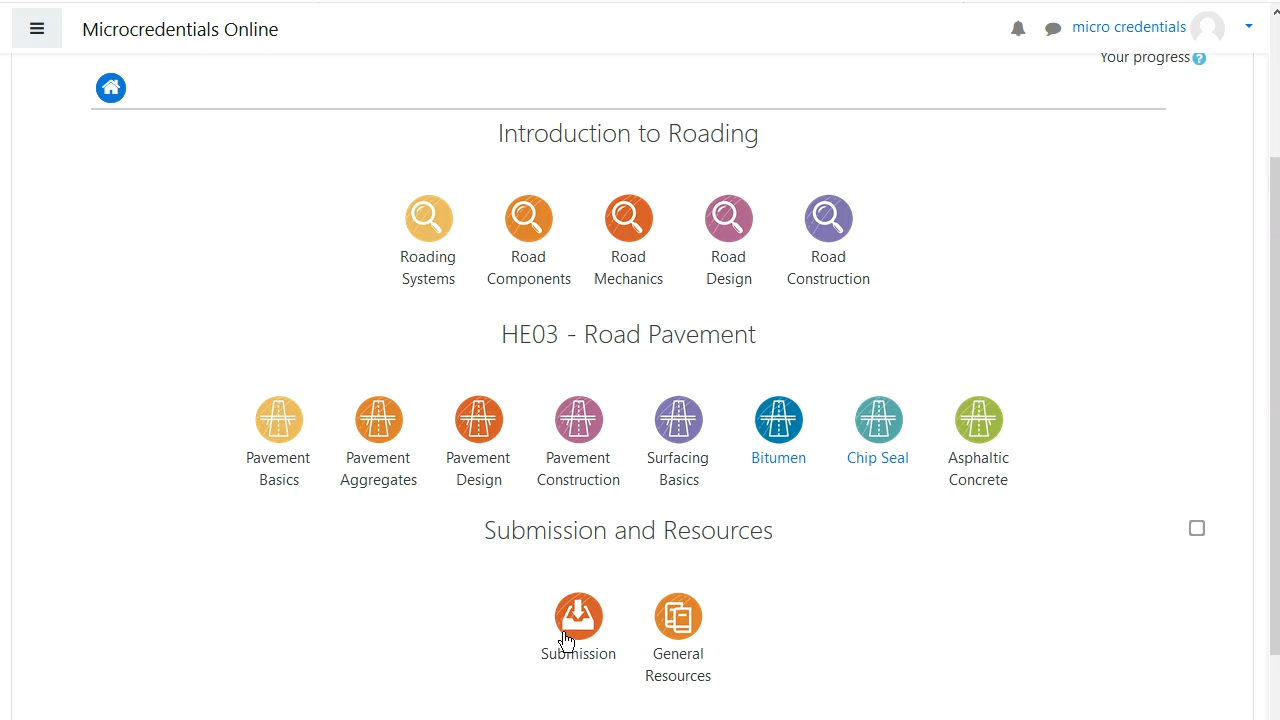 Microcredentials Online
micro credentials
Your progress
Introduction to Roading
Roading Systems
Road Components
Road Mechanics
Road Design
Road Construction
HE03 - Road Pavement
Pavement Basics
Pavement Aggregates
Pavement Design
Pavement Construction
Surfacing Basics
Bitumen
Chip Seal
Asphaltic Concrete
Submission and Resources
Submission
General Resources